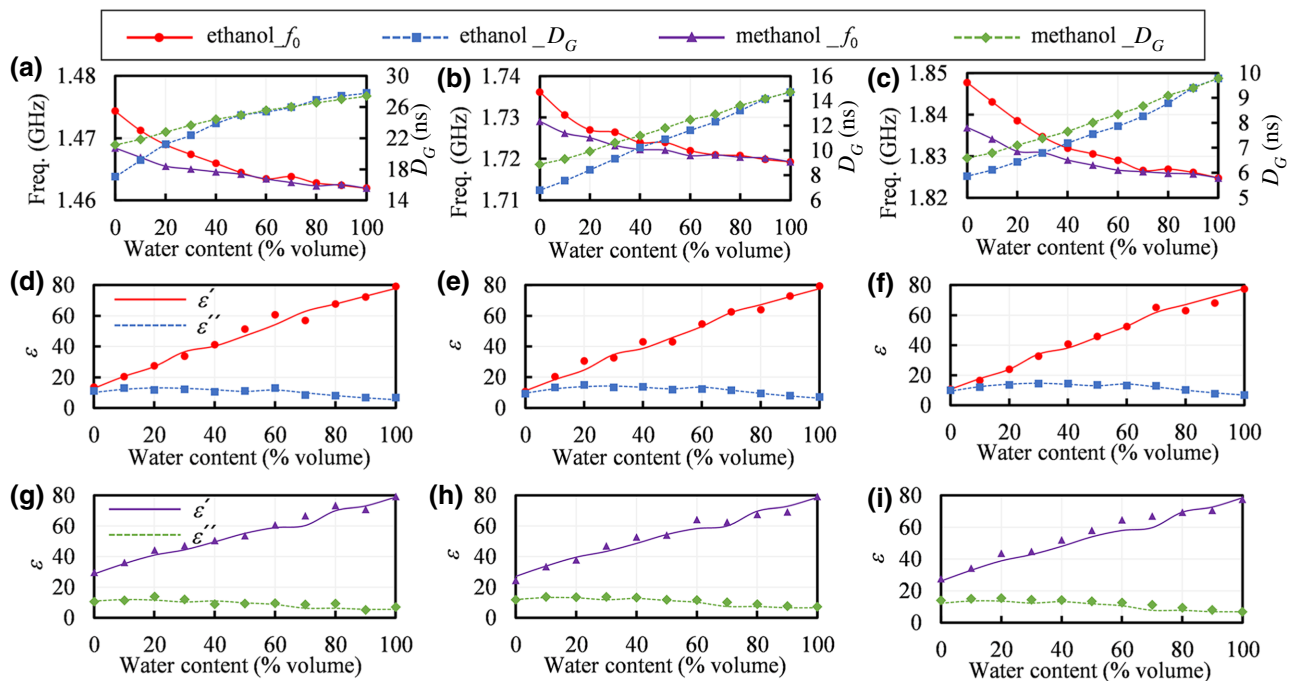 ethanol_f0 ethanol_DG methanol_f0 methanol_DG
(a) 1.48 1.47 1.46 Freq. (GHz) 30 26 22 18 14 DG (ns)
0 20 40 60 80 100
Water content (% volume)
(b) 1.74 1.73 1.72 1.71 Freq. (GHz) 16 14 12 10 8 6 DG (ns)
0 20 40 60 80 100
Water content (% volume)
(c) 1.85 1.84 1.83 1.82 Freq. (GHz) 10 9 8 7 6 5 DG (ns)
0 20 40 60 80 100
Water content (% volume)
(d) 80 60 40 20 0 ε
ε′
ε′′
0 20 40 60 80 100
Water content (% volume)
(e) 80 60 40 20 0 ε
0 20 40 60 80 100
Water content (% volume)
(f) 80 60 40 20 0 ε
0 20 40 60 80 100
Water content (% volume)
(g) 80 60 40 20 0 ε
ε′
ε′′
0 20 40 60 80 100
Water content (% volume)
(h) 80 60 40 20 0 ε
0 20 40 60 80 100
Water content (% volume)
(i) 80 60 40 20 0 ε
0 20 40 60 80 100
Water content (% volume)